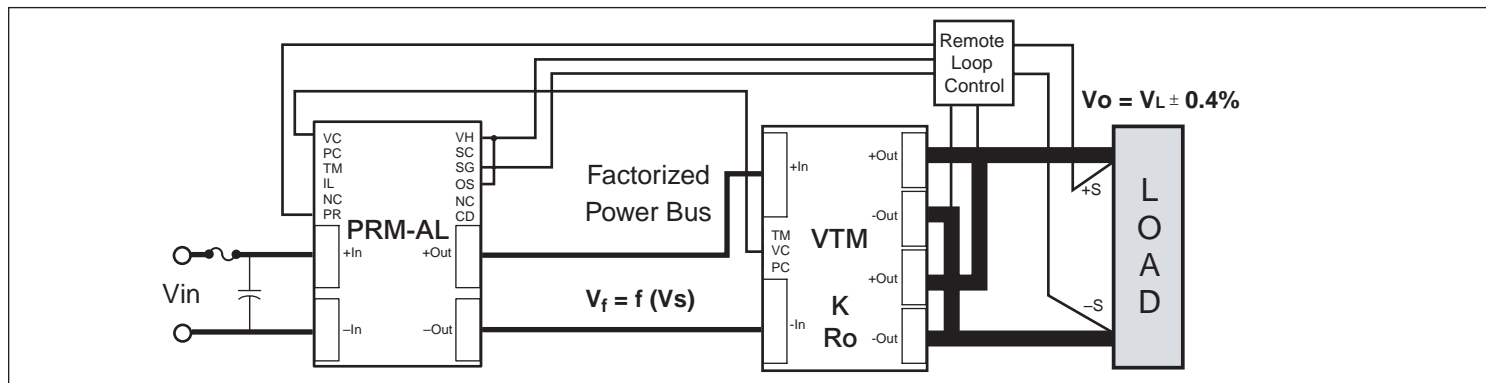 Remote
Loop
Control
Vo = VL ± 0.4%
VC
PC
TM
IL
NC
PR
VH
SC
SG
OS
NC
CD
PRM-AL
+In
+Out
–In
–Out
Vin
Factorized
Power Bus
Vf = f (Vs)
+In
TM
VC
PC
-In
VTM
K
Ro
+Out
-Out
+Out
-Out
+S
–S
L
O
A
D